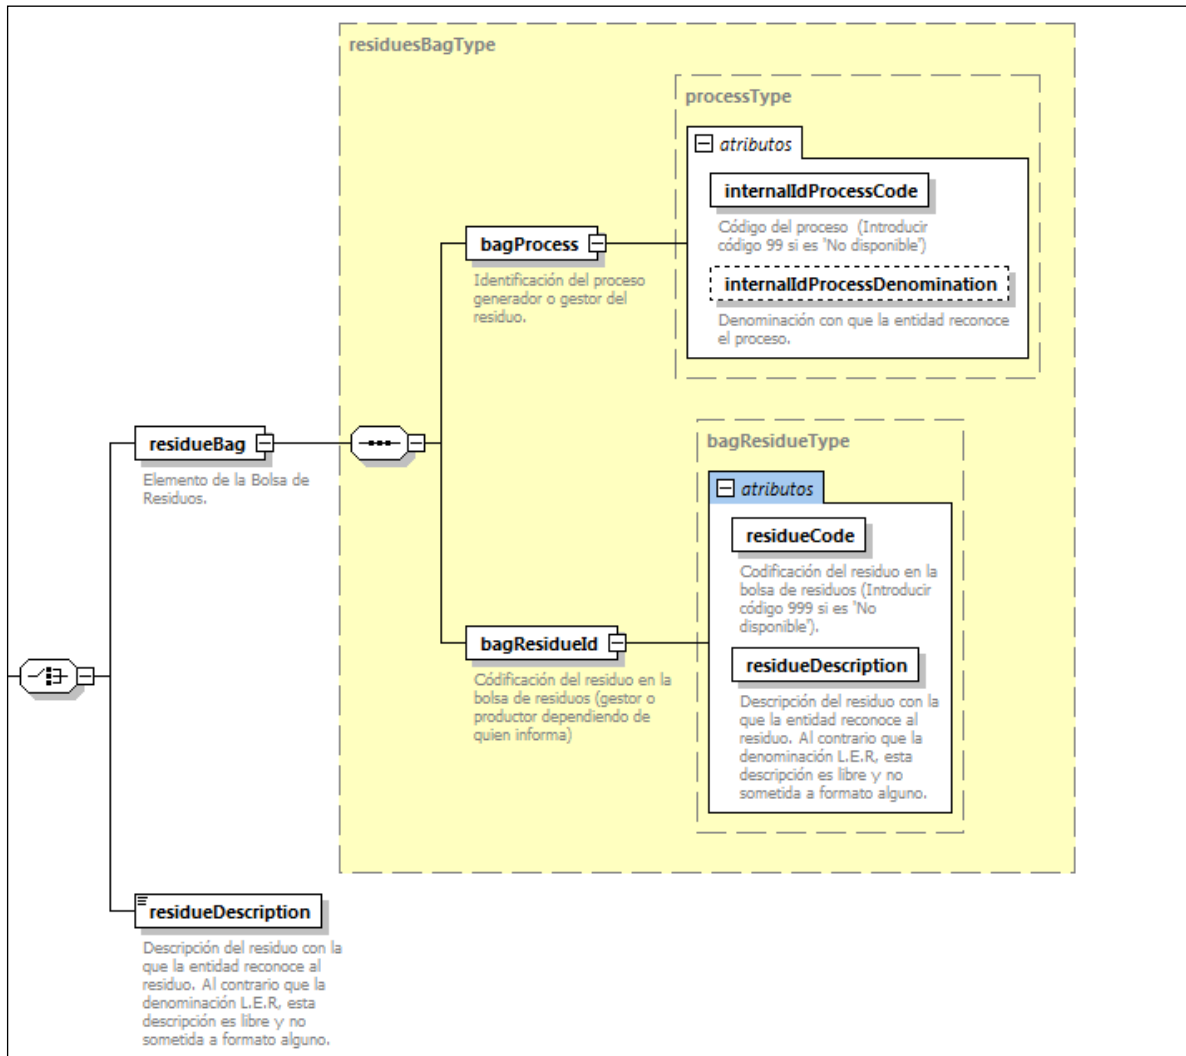 residuesBagType
processType
atributos
internalIdProcessCode
Código del proceso (Introducir
código 99 si es 'No disponible')
internalIdProcessDenomination
Denominación con que la entidad reconoce
el proceso.
bagProcess
Identificación del proceso
generador o gestor del
residuo.
residueBag
Elemento de la Bolsa de
Residuos.
bagResidueType
atributos
residueCode
Codificación del residuo en la
bolsa de residuos (Introducir
código 999 si es 'No
disponible').
residueDescription
Descripción del residuo con la
que la entidad reconoce al
residuo. Al contrario que la
denominación L.E.R, esta
descripción es libre y no
sometida a formato alguno.
bagResidueId
Códificación del residuo en la
bolsa de residuos (gestor o
productor dependiendo de
quien informa)
residueDescription
Descripción del residuo con la
que la entidad reconoce al
residuo. Al contrario que la
denominación L.E.R, esta
descripción es libre y no
sometida a formato alguno.